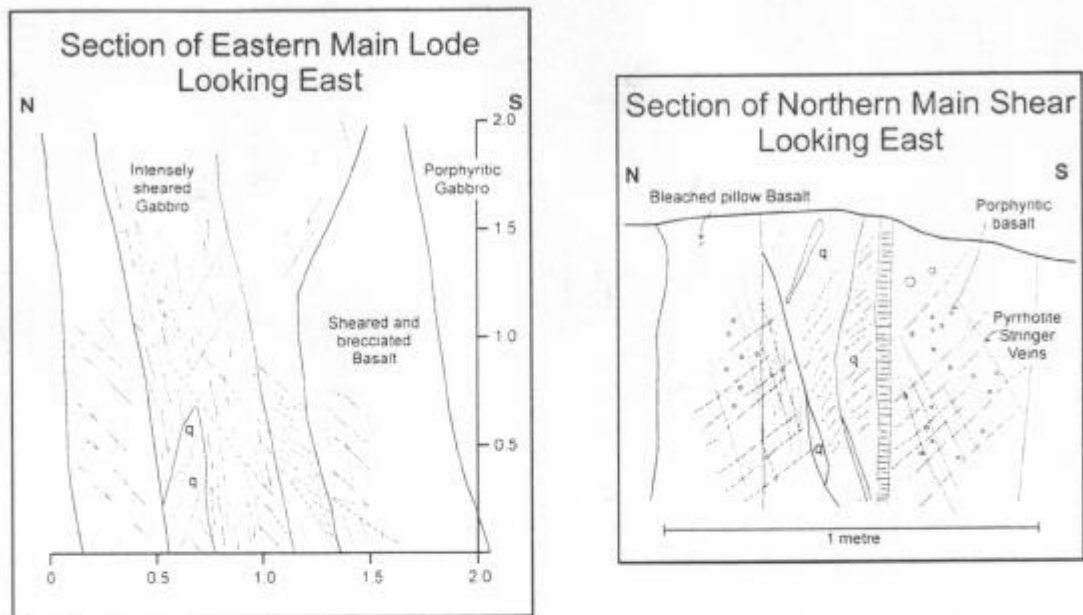 Section of Eastern Main Lode
Looking East
N
S
2.0
Intensely
sheared
Gabbro
Porphyritic
Gabbro
1.5
Sheared and
brecciated
Basalt
1.0
0.5
q
q
0
0.5
1.0
1.5
2.0
Section of Northern Main Shear
Looking East
N
S
Bleached pillow Basalt
Porphyritic
basalt
q
Pyrrhotite
Stringer
Veins
q
q
1 metre